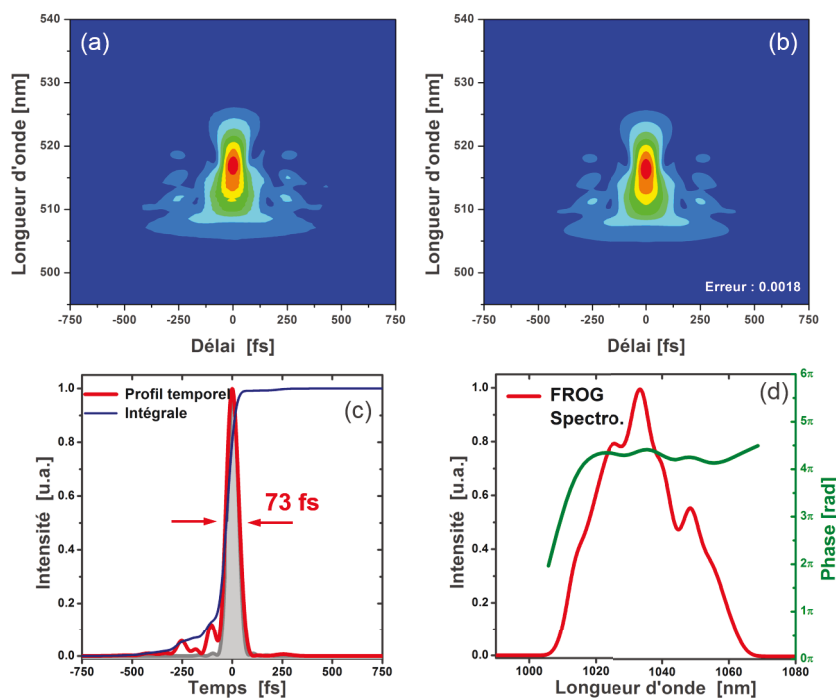 (a)
540
530
520
510
500
Longueur d'onde [nm]
-750 -500 -250 0 250 500 750
Délai [fs]
(b)
540
530
520
510
500
Longueur d'onde [nm]
Erreur : 0.0018
-750 -500 -250 0 250 500 750
Délai [fs]
(c)
Profil temporel
Intégrale
73 fs
1.0
0.8
0.6
0.4
0.2
0.0
Intensité [u.a.]
-750 -500 -250 0 250 500 750
Temps [fs]
(d)
FROG
Spectro.
1.0
0.8
0.6
0.4
0.2
0.0
Intensité [u.a.]
6π
5π
4π
3π
2π
1π
0π
Phase [rad]
1000 1020 1040 1060 1080
Longueur d'onde [nm]